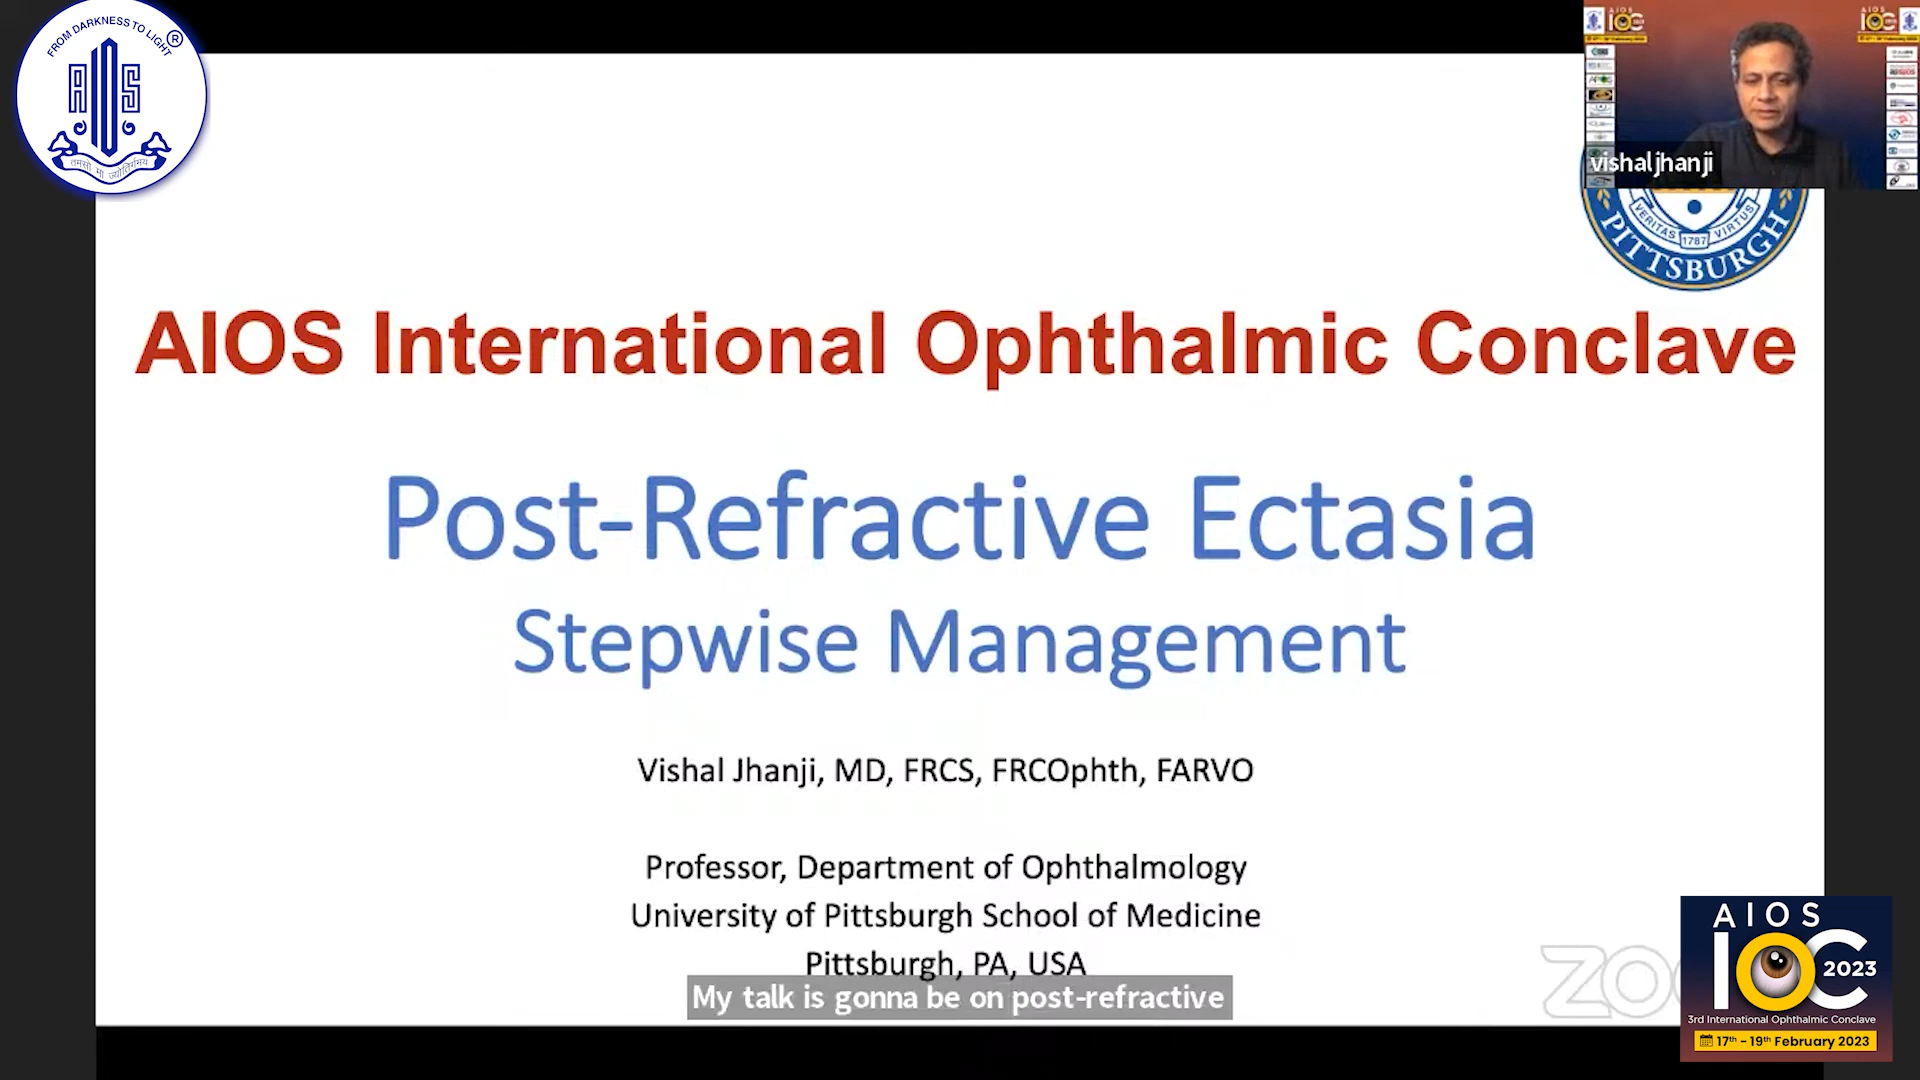 FROM DARKNESS TO LIGHT
®
AIOS
तमसो मा ज्योतिर्गमय
vishaljhanji
VERITAS 1787 VIRTUS
PITTSBURGH
AIOS International Ophthalmic Conclave
Post-Refractive Ectasia
Stepwise Management
Vishal Jhanji, MD, FRCS, FRCOphth, FARVO
Professor, Department of Ophthalmology
University of Pittsburgh School of Medicine
Pittsburgh, PA, USA
My talk is gonna be on post-refractive
AIOS
IOC 2023
3rd International Ophthalmic Conclave
17th - 19th February 2023